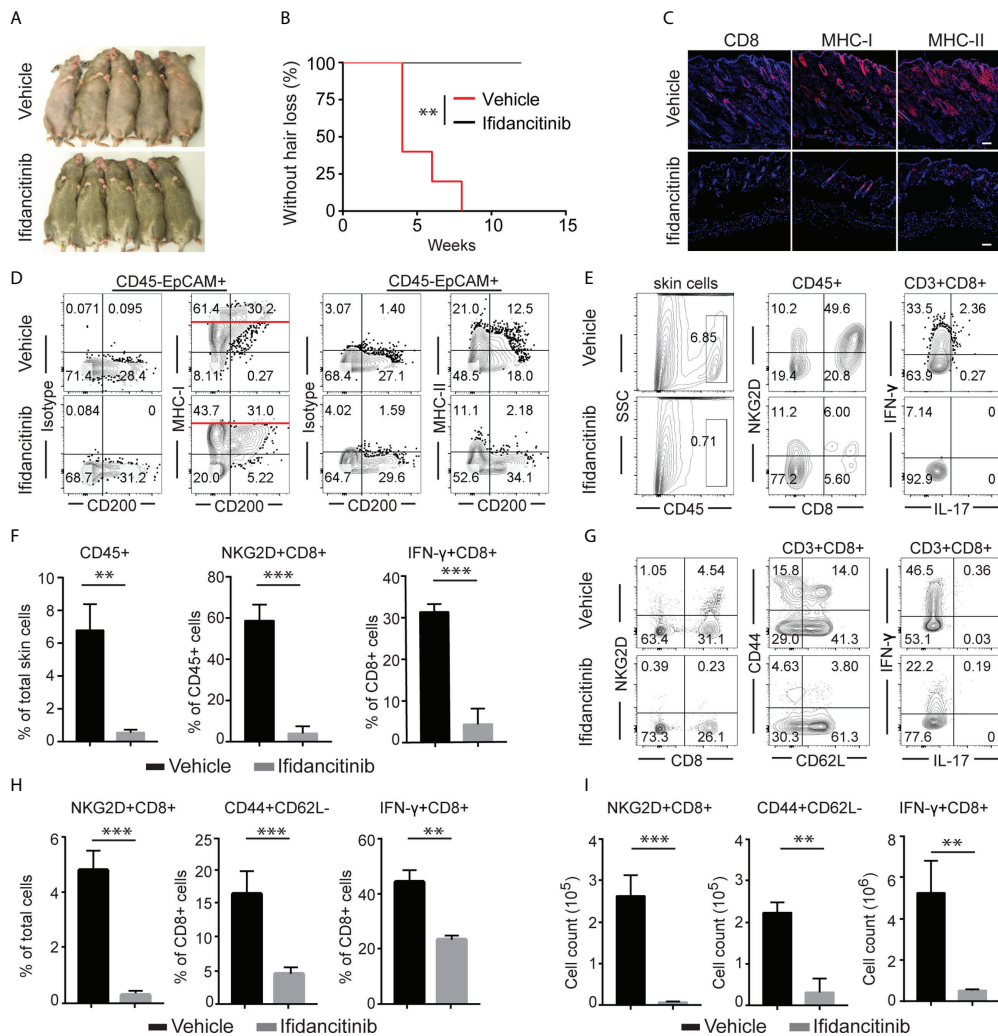 A
Vehicle
Ifidancitinib
B
Without hair loss (%)
100
75
50
25
0
0
5
10
15
Weeks
**
Vehicle
Ifidancitinib
C
CD8
MHC-I
MHC-II
Vehicle
Ifidancitinib
D
CD45-EpCAM+
CD45-EpCAM+
Vehicle
Ifidancitinib
0.071
0.095
71.4
28.4
61.4
30.2
8.11
0.27
3.07
1.40
68.4
27.1
21.0
12.5
48.5
18.0
0.084
0
68.7
31.2
43.7
31.0
20.0
5.22
4.02
1.59
64.7
29.6
11.1
2.18
52.6
34.1
Isotype
MHC-I
Isotype
MHC-II
CD200
CD200
CD200
CD200
E
skin cells
CD45+
CD3+CD8+
Vehicle
Ifidancitinib
6.85
10.2
49.6
19.4
20.8
33.5
2.36
63.9
0.27
0.71
11.2
6.00
77.2
5.60
7.14
0
92.9
0
SSC
NKG2D
IFN-γ
CD45
CD8
IL-17
F
CD45+
NKG2D+CD8+
IFN-γ+CD8+
% of total skin cells
10
8
6
4
2
0
**
% of CD45+ cells
80
60
40
20
0
***
% of CD8+ cells
40
30
20
10
0
***
Vehicle
Ifidancitinib
G
CD3+CD8+
CD3+CD8+
Vehicle
Ifidancitinib
1.05
4.54
63.4
31.1
15.8
14.0
29.0
41.3
46.5
0.36
53.1
0.03
0.39
0.23
73.3
26.1
4.63
3.80
30.3
61.3
22.2
0.19
77.6
0
NKG2D
CD44
IFN-γ
CD8
CD62L
IL-17
H
NKG2D+CD8+
CD44+CD62L-
IFN-γ+CD8+
% of total cells
6
4
2
0
***
% of CD8+ cells
25
20
15
10
5
0
***
% of CD8+ cells
60
40
20
0
**
Vehicle
Ifidancitinib
I
NKG2D+CD8+
CD44+CD62L-
IFN-γ+CD8+
Cell count (10⁵)
4
3
2
1
0
***
Cell count (10⁵)
4
3
2
1
0
**
Cell count (10⁶)
8
6
4
2
0
**
Vehicle
Ifidancitinib